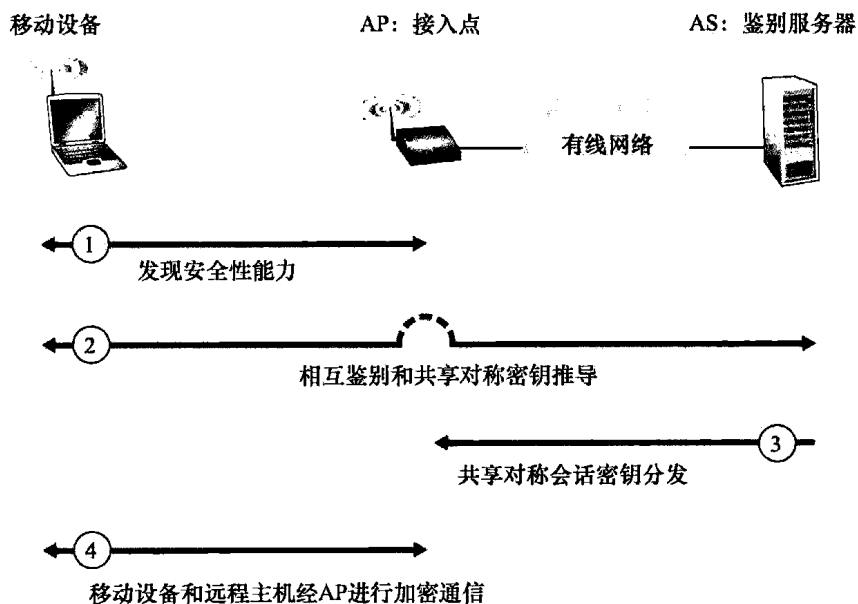 移动设备
AP：接入点
AS：鉴别服务器
有线网络
1
发现安全性能力
2
相互鉴别和共享对称密钥推导
3
共享对称会话密钥分发
4
移动设备和远程主机经AP进行加密通信